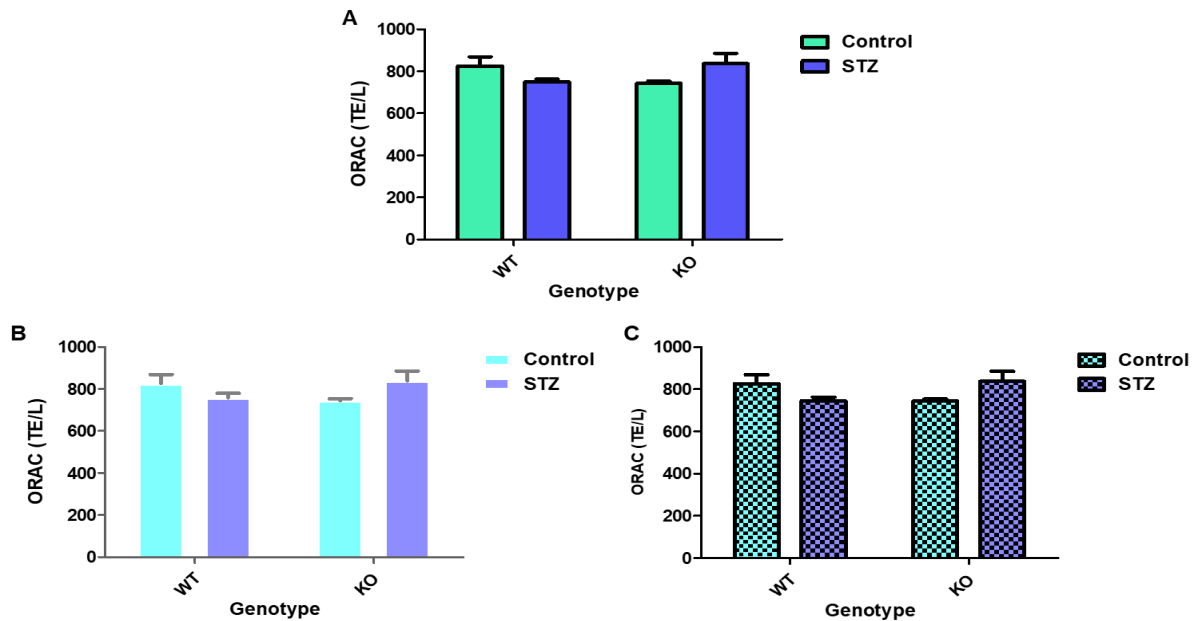 A
1000
800
600
400
200
0
ORAC (TE/L)
WT
KO
Genotype
Control
STZ
B
1000
800
600
400
200
0
ORAC (TE/L)
WT
KO
Genotype
Control
STZ
C
1000
800
600
400
200
0
ORAC (TE/L)
WT
KO
Genotype
Control
STZ